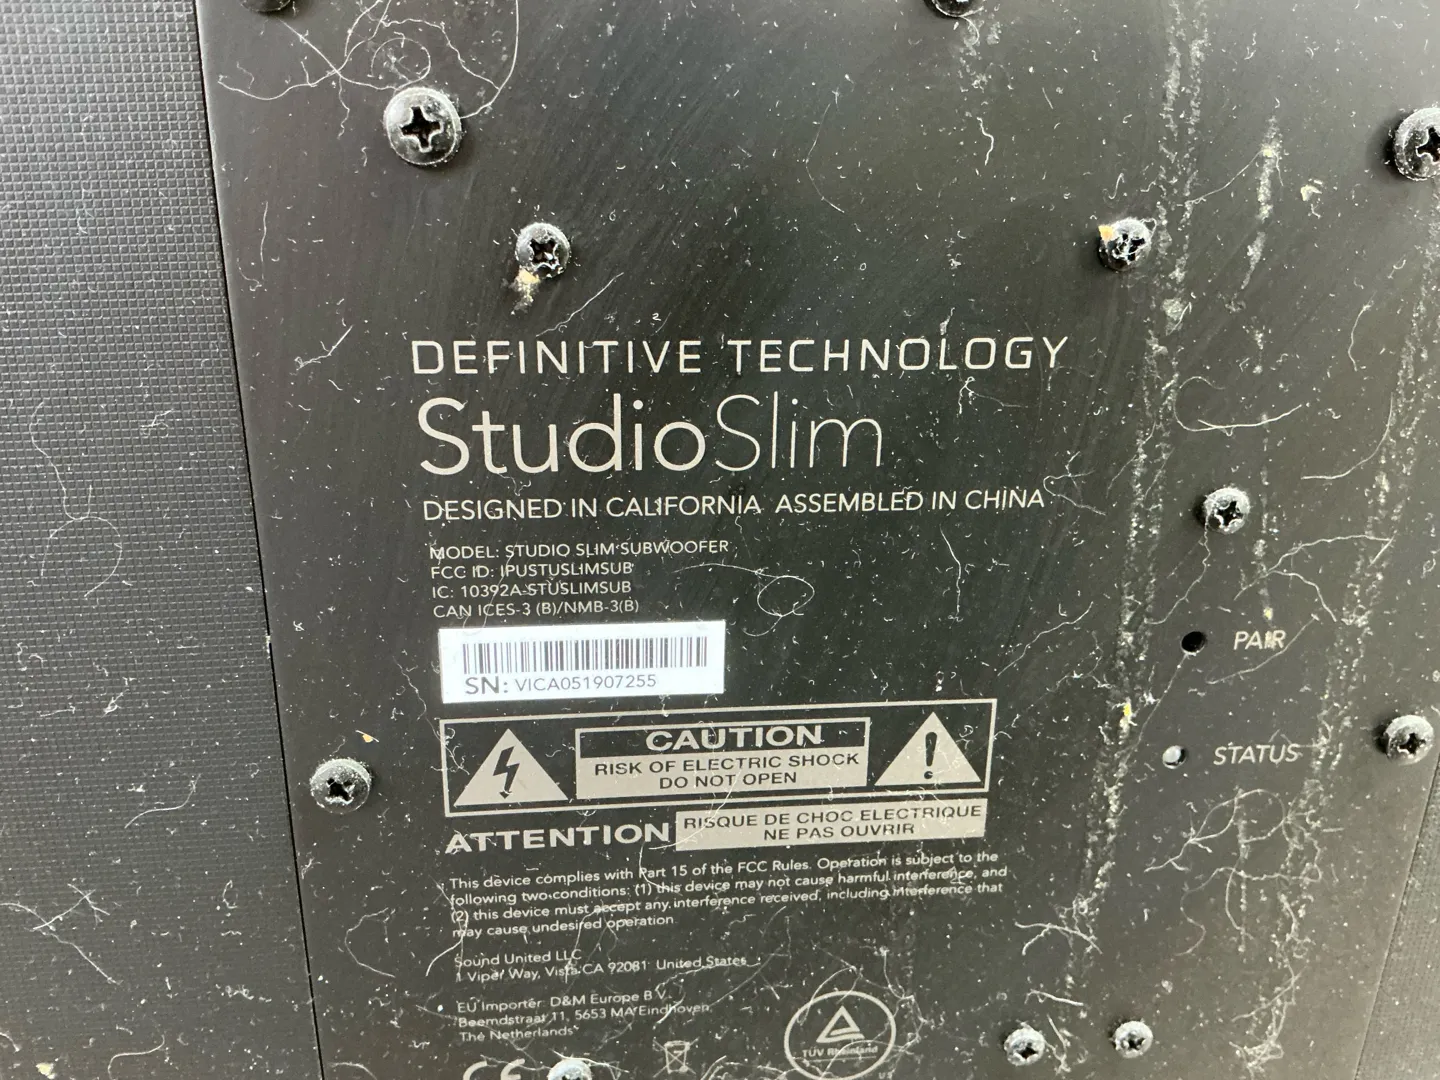 DEFINITIVE TECHNOLOGY
StudioSlim
DESIGNED IN CALIFORNIA ASSEMBLED IN CHINA
MODEL: STUDIO SLIM SUBWOOFER
FCC ID: IPUSTUSLIMSUB
IC: 10392A-STUSLIMSUB
CAN ICES-3 (B)/NMB-3(B)
SN: VICA051907255
PAIR
STATUS
CAUTION
RISK OF ELECTRIC SHOCK
DO NOT OPEN
ATTENTION
RISQUE DE CHOC ELECTRIQUE
NE PAS OUVRIR
This device complies with Part 15 of the FCC Rules. Operation is subject to the
following two conditions: (1) this device may not cause harmful interference, and
(2) this device must accept any interference received, including interference that
may cause undesired operation
Sound United LLC
1 Viper Way, Vista CA 92081 United States
EU Importer: D&M Europe B.V.
Beemdstraat 11, 5653 MA Eindhoven
The Netherlands
TÜV Rheinland
CE
US